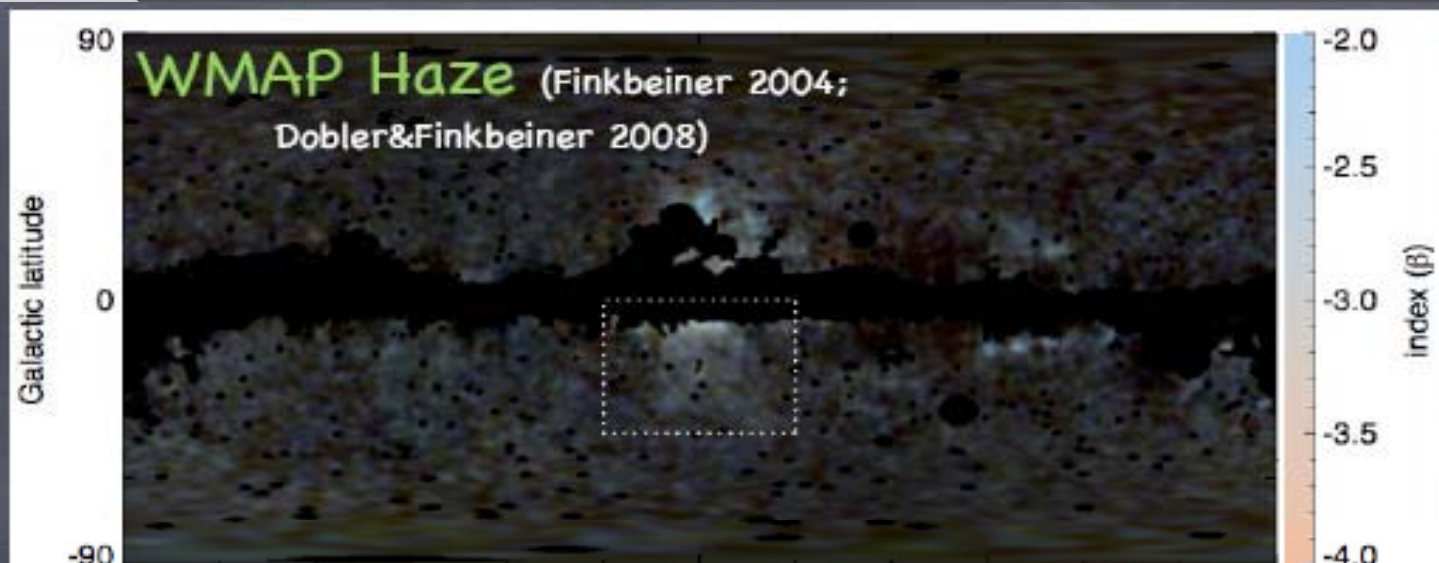 WMAP Haze (Finkbeiner 2004;
Dobler&Finkbeiner 2008)
90
0
-90
Galactic latitude
-2.0
-2.5
-3.0
-3.5
-4.0
index (β)